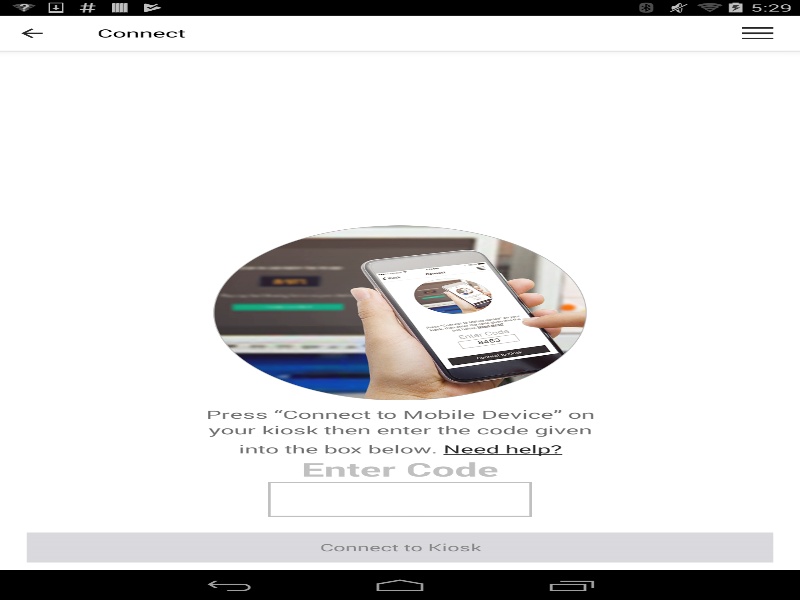 5:29
Connect
Press “Connect to Mobile Device” on
your kiosk then enter the code given
into the box below. Need help?
Enter Code
Connect to Kiosk